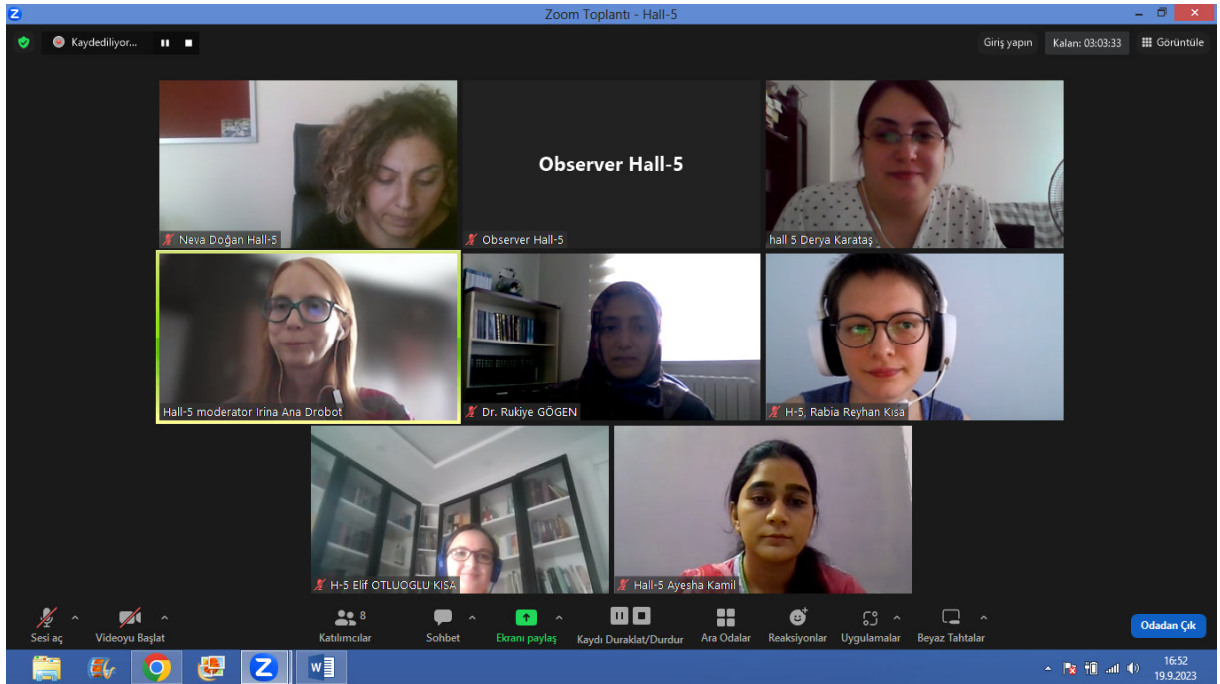 Zoom Toplantı - Hall-5
Kaydediliyor...
Giriş yapın
Kalan: 03:03:33
Görüntüle
Neva Doğan Hall-5
Observer Hall-5
Observer Hall-5
hall 5 Derya Karataş
Hall-5 moderator Irina Ana Drobot
Dr. Rukiye GÖGEN
H-5, Rabia Reyhan Kısa
H-5 Elif OTLUOGLU KISA
Hall-5 Ayesha Kamil
Sesi aç
Videoyu Başlat
8
Katılımcılar
Sohbet
Ekranı paylaş
Kaydı Duraklat/Durdur
Ara Odalar
Reaksiyonlar
Uygulamalar
Beyaz Tahtalar
Odadan Çık
16:52
19.9.2023